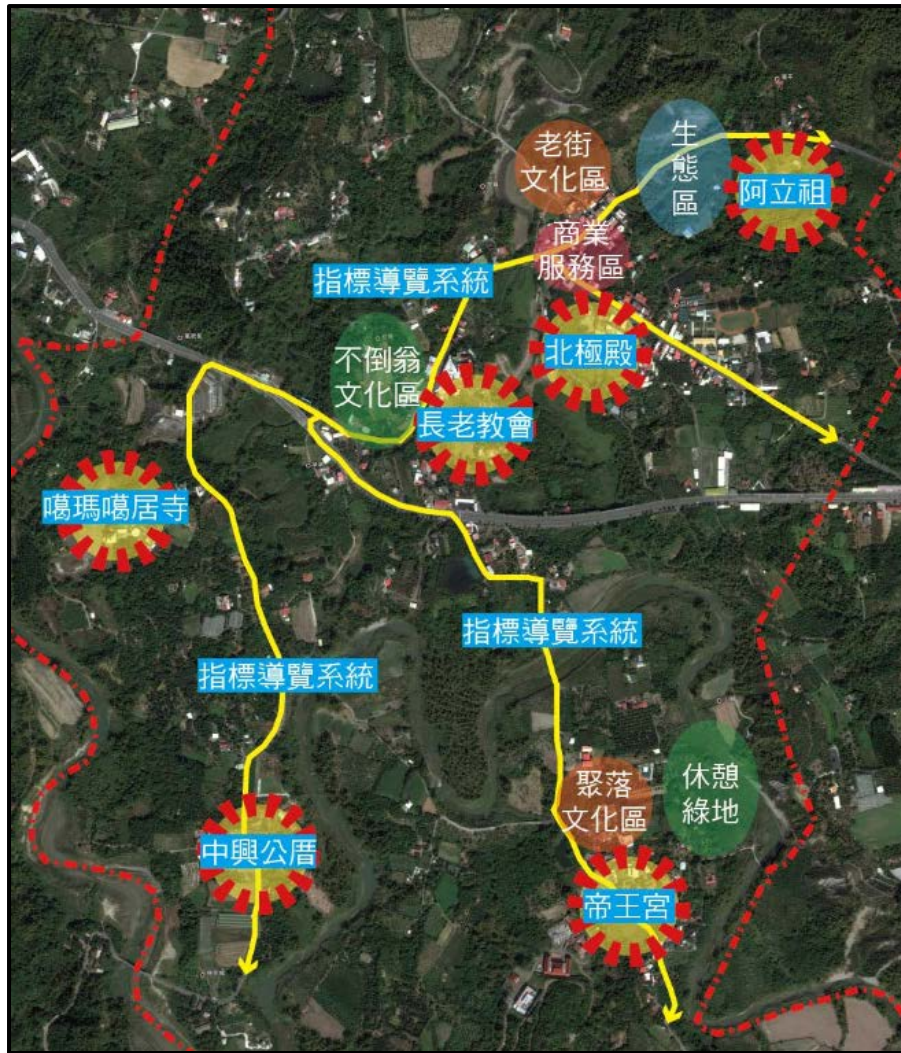 老街
文化區
生
態
區
阿立祖
商業
服務區
指標導覽系統
北極殿
不倒翁
文化區
長老教會
噶瑪噶居寺
指標導覽系統
指標導覽系統
聚落
文化區
休憩
綠地
中興公厝
帝王宮